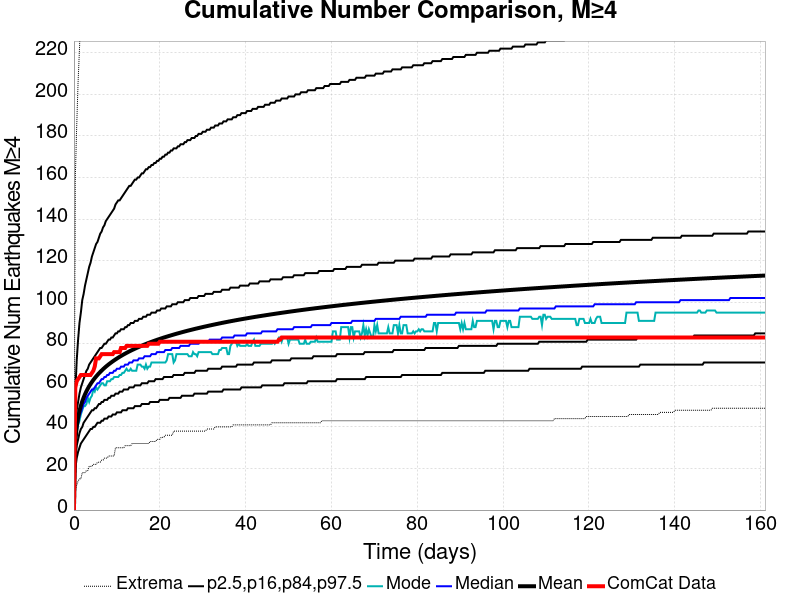 Cumulative Number Comparison, M≥4
Cumulative Num Earthquakes M≥4
220
200
180
160
140
120
100
80
60
40
20
0
0 20 40 60 80 100 120 140 160
Time (days)
Extrema p2.5,p16,p84,p97.5 Mode Median Mean ComCat Data